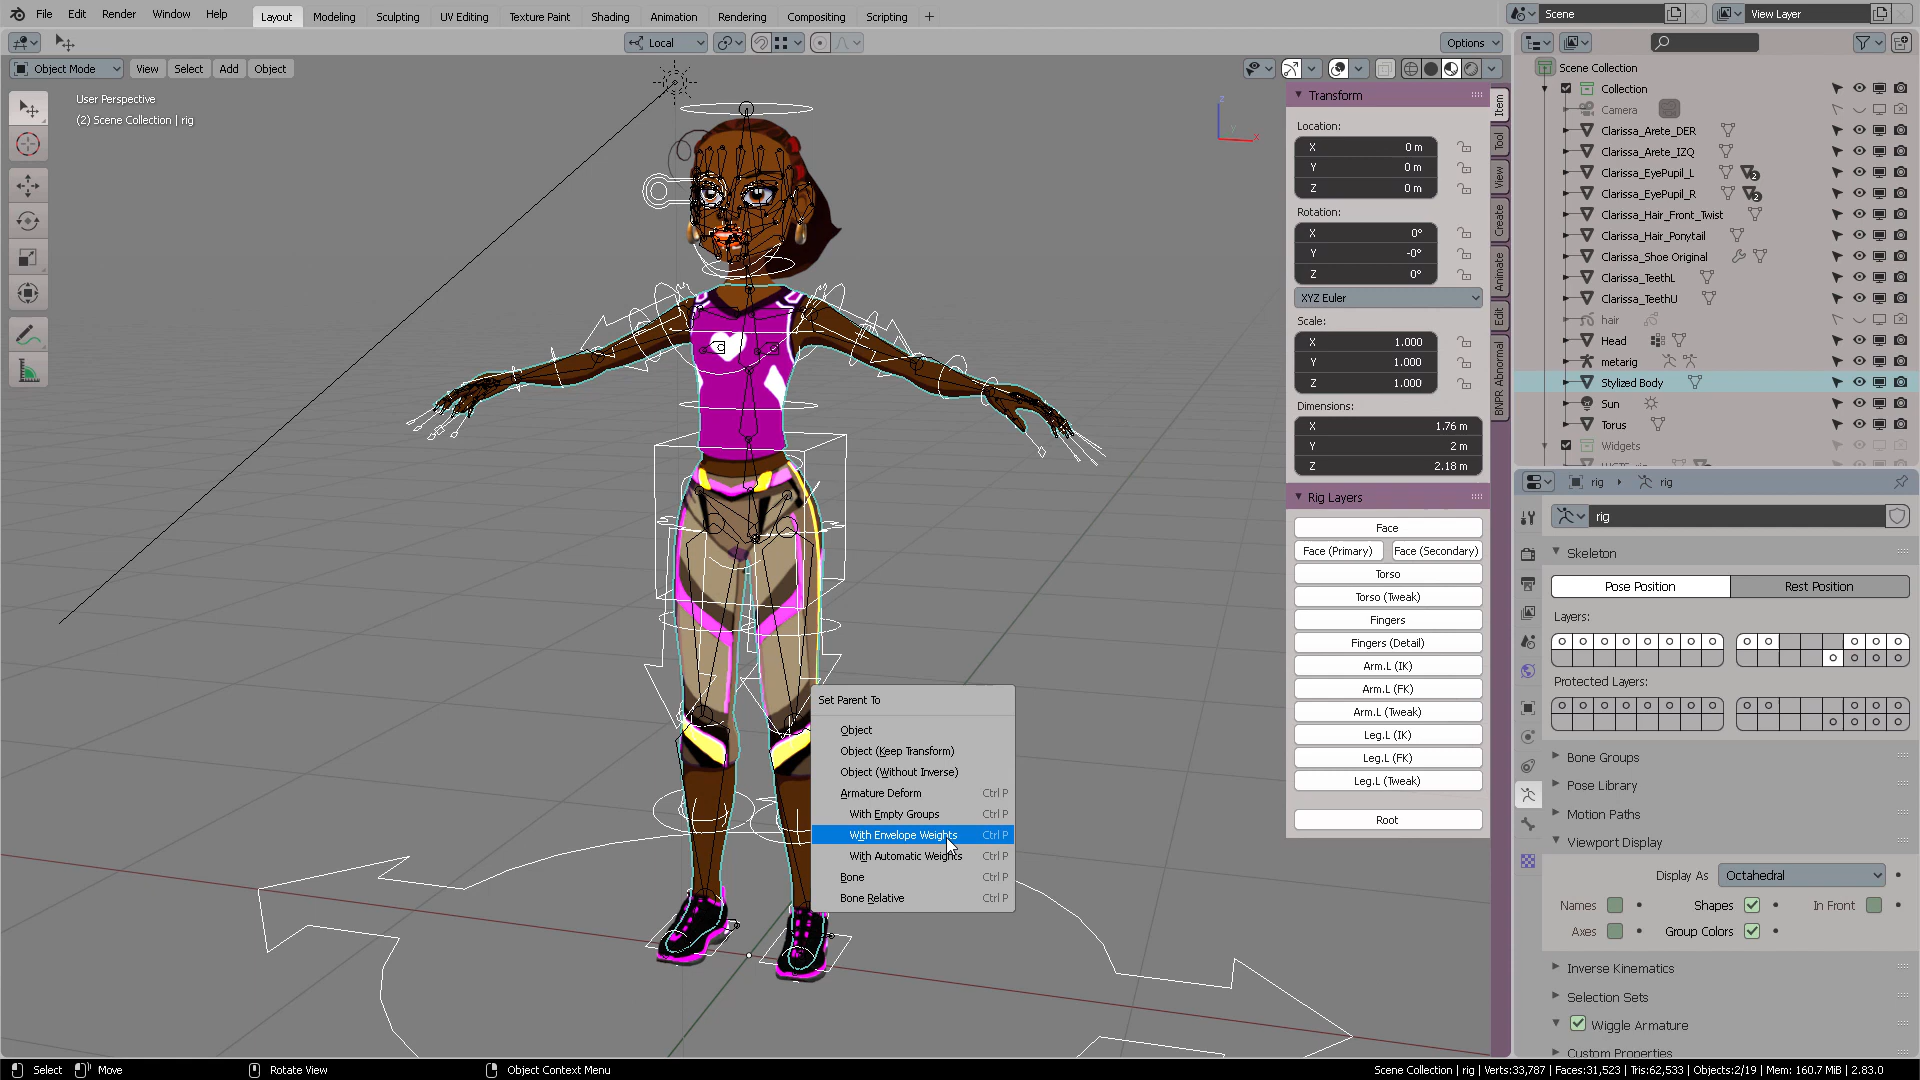 File Edit Render Window Help
Layout Modeling Sculpting UV Editing Texture Paint Shading Animation Rendering Compositing Scripting +
Scene
View Layer
Local
Options
Object Mode View Select Add Object
User Perspective
(2) Scene Collection | rig
Transform
Location:
X 0 m
Y 0 m
Z 0 m
Rotation:
X 0°
Y -0°
Z 0°
XYZ Euler
Scale:
X 1.000
Y 1.000
Z 1.000
Dimensions:
X 1.76 m
Y 2 m
Z 2.18 m
Rig Layers
Face
Face (Primary) Face (Secondary)
Torso
Torso (Tweak)
Fingers
Fingers (Detail)
Arm.L (IK)
Arm.L (FK)
Arm.L (Tweak)
Leg.L (IK)
Leg.L (FK)
Leg.L (Tweak)
Root
Item
Tool
View
Create
Animate
Edit
BNPR Abnormal
Set Parent To
Object
Object (Keep Transform)
Object (Without Inverse)
Armature Deform Ctrl P
With Empty Groups Ctrl P
With Envelope Weights Ctrl P
With Automatic Weights Ctrl P
Bone Ctrl P
Bone Relative Ctrl P
Scene Collection
Collection
Camera
Clarissa_Arete_DER
Clarissa_Arete_IZQ
Clarissa_EyePupil_L 2
Clarissa_EyePupil_R 2
Clarissa_Hair_Front_Twist
Clarissa_Hair_Ponytail
Clarissa_Shoe Original
Clarissa_TeethL
Clarissa_TeethU
hair
Head
metarig
Stylized Body
Sun
Torus
Widgets
rig rig
rig
Skeleton
Pose Position Rest Position
Layers:
Protected Layers:
Bone Groups
Pose Library
Motion Paths
Viewport Display
Display As Octahedral
Names Shapes In Front
Axes Group Colors
Inverse Kinematics
Selection Sets
Wiggle Armature
Custom Properties
Select Move Rotate View Object Context Menu
Scene Collection | rig | Verts:33,787 | Faces:31,523 | Tris:62,533 | Objects:2/19 | Mem: 160.7 MiB | 2.83.0